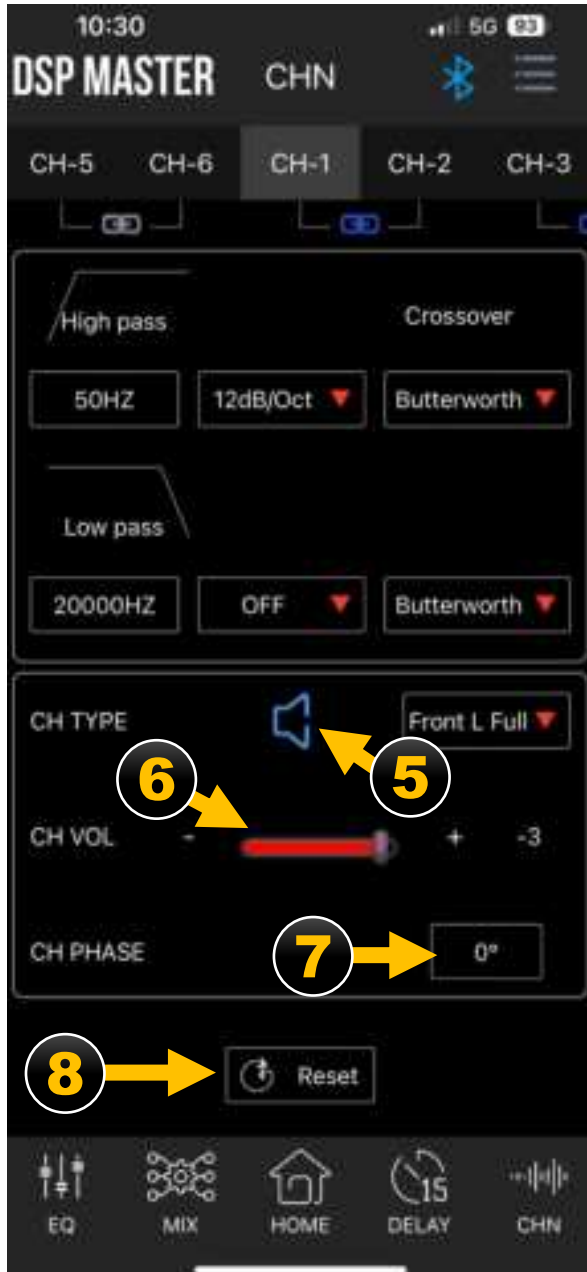 10:30 5G 93
DSP MASTER CHN
CH-5 CH-6 CH-1 CH-2 CH-3
High pass Crossover
50HZ 12dB/Oct Butterworth
Low pass
20000HZ OFF Butterworth
CH TYPE Front L Full
5
6
CH VOL - + -3
CH PHASE 7 0°
8 Reset
15
EQ MIX HOME DELAY CHN